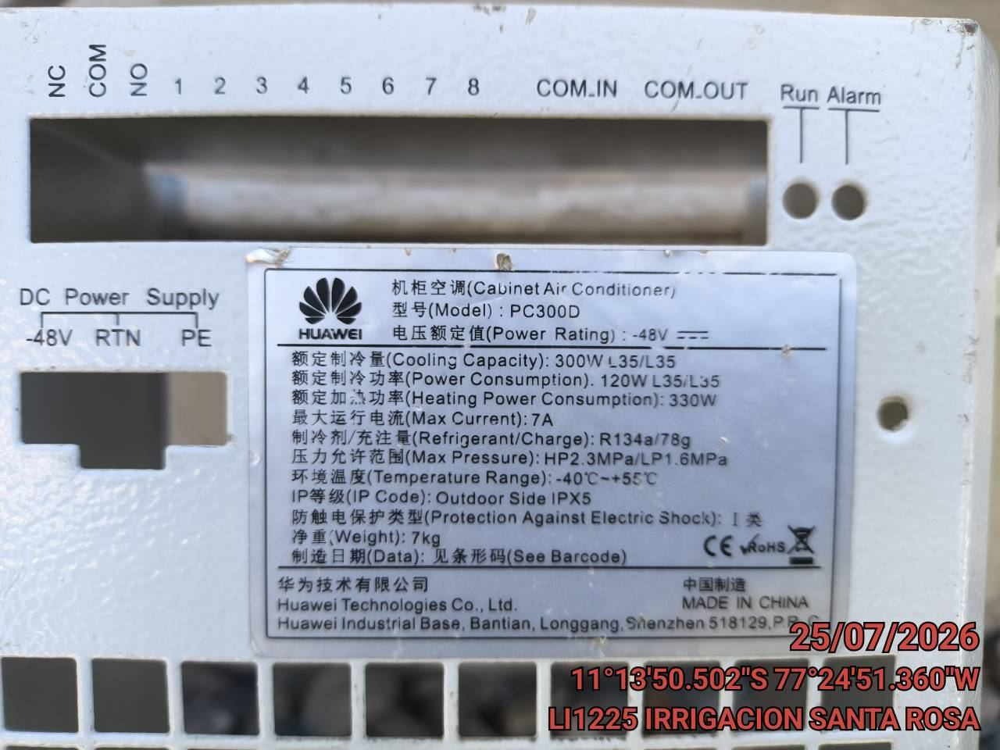 NC COM NO 1 2 3 4 5 6 7 8 COM-IN COM-OUT Run Alarm
DC Power Supply
-48V RTN PE
HUAWEI
机柜空调(Cabinet Air Conditioner)
型号(Model) : PC300D
电压额定值(Power Rating) : -48V
额定制冷量(Cooling Capacity): 300W L35/L35
额定制冷功率(Power Consumption): 120W L35/L35
额定加热功率(Heating Power Consumption): 330W
最大运行电流(Max Current): 7A
制冷剂/充注量(Refrigerant/Charge): R134a/78g
压力允许范围(Max Pressure): HP2.3MPa/LP1.6MPa
环境温度(Temperature Range): -40℃~+55℃
IP等级(IP Code): Outdoor Side IPX5
防触电保护类型(Protection Against Electric Shock): I 类
净重(Weight): 7kg
制造日期(Data): 见条形码(See Barcode)
CE RoHS
华为技术有限公司
中国制造
Huawei Technologies Co., Ltd.
MADE IN CHINA
Huawei Industrial Base, Bantian, Longgang, Shenzhen 518129, P.R.C
25/07/2026
11°13'50.502"S 77°24'51.360"W
LI1225 IRRIGACION SANTA ROSA